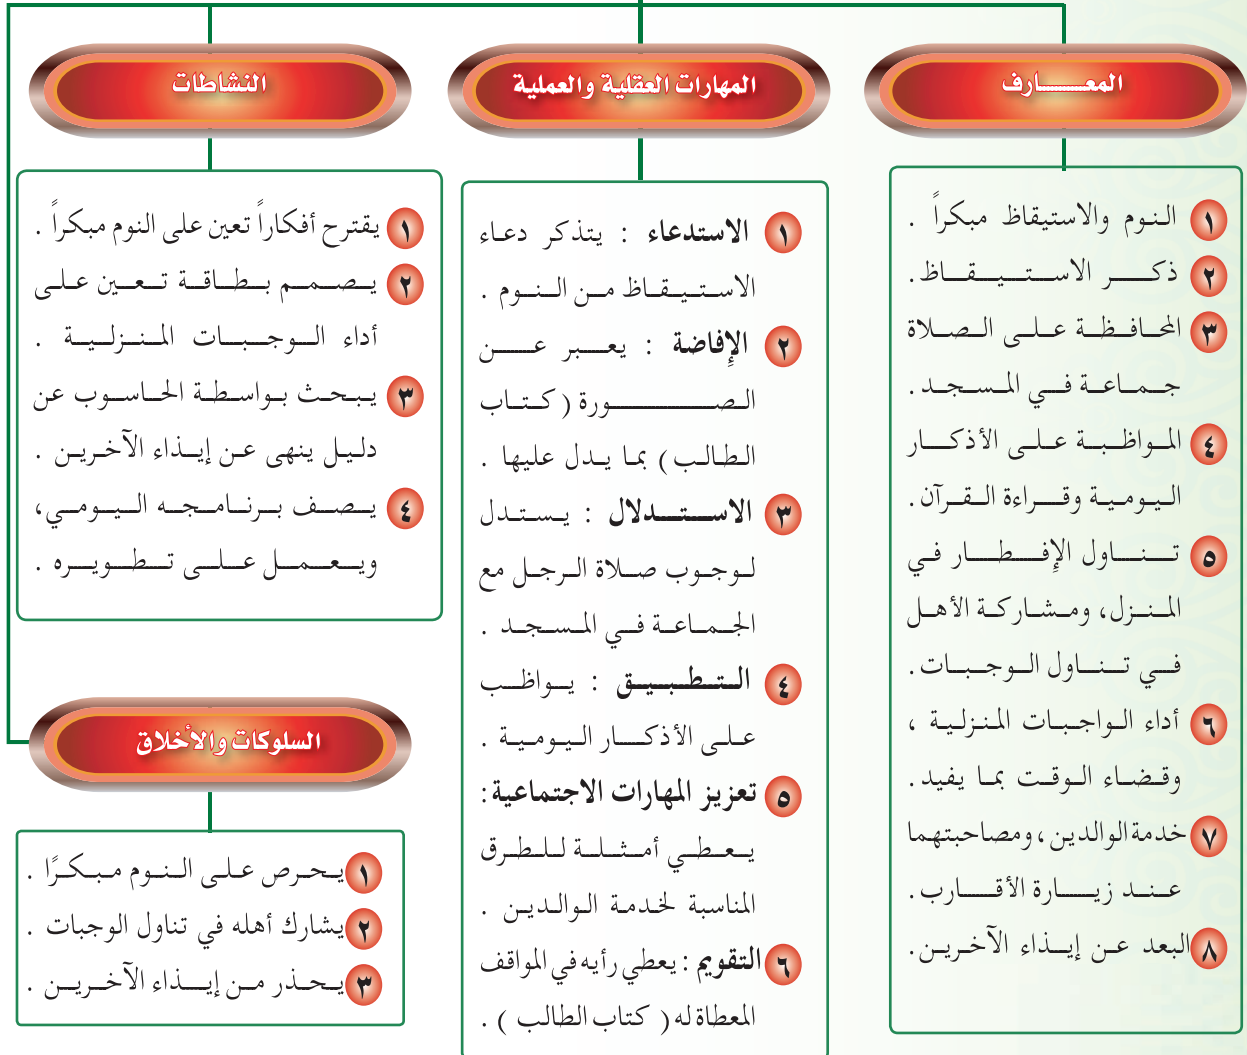 المعـــارف
١ النوم والاستيقاظ مبكراً .
٢ ذكر الاستيقاظ .
٣ المحافظة على الصلاة
جماعة في المسجد .
٤ المواظبة على الأذكار
اليومية وقراءة القرآن .
٥ تناول الإفطار في
المنزل، ومشاركة الأهل
في تناول الوجبات .
٦ أداء الواجبات المنزلية ،
وقضاء الوقت بما يفيد .
٧ خدمة الوالدين ، ومصاحبتهما
عند زيارة الأقارب .
٨ البعد عن إيذاء الآخرين .
المهارات العقلية والعملية
١ الاستدعاء : يتذكر دعاء
الاستيقاظ من النوم .
٢ الإفاضة : يعبر عن
الصورة ( كتاب
الطالب ) بما يدل عليها .
٣ الاستدلال : يستدل
لوجوب صلاة الرجل مع
الجماعة في المسجد .
٤ التطبيق : يواظب
على الأذكار اليومية .
٥ تعزيز المهارات الاجتماعية :
يعطي أمثلة للطرق
المناسبة لخدمة الوالدين .
٦ التقويم : يعطي رأيه في المواقف
المعطاة له ( كتاب الطالب ) .
النشاطات
١ يقترح أفكاراً تعين على النوم مبكراً .
٢ يصمم بطاقة تعين على
أداء الوجبات المنزلية .
٣ يبحث بواسطة الحاسوب عن
دليل ينهى عن إيذاء الآخرين .
٤ يصف برنامجه اليومي،
ويعمل على تطويره .
السلوكات والأخلاق
١ يحرص على النوم مبكرًا .
٢ يشارك أهله في تناول الوجبات .
٣ يحذر من إيذاء الآخرين .